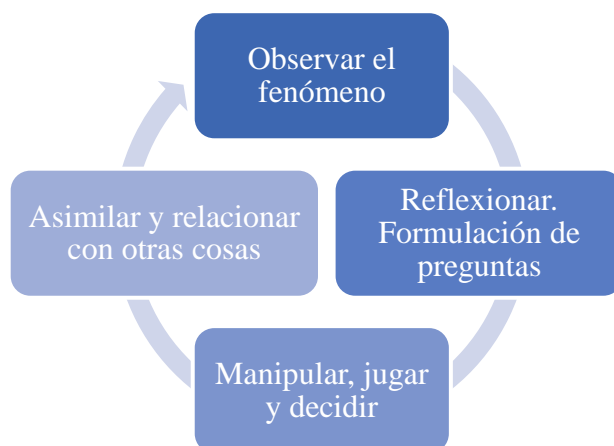 Observar el
fenómeno
Reflexionar.
Formulación de
preguntas
Manipular, jugar
y decidir
Asimilar y relacionar
con otras cosas